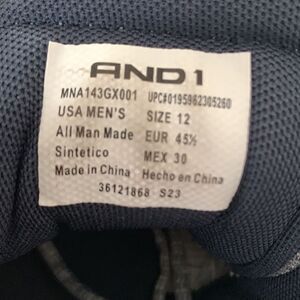 AND1
MNA143GX001 UPC#0195962305260
USA MEN'S SIZE 12
All Man Made EUR 45½
Sintetico MEX 30
Made in China Hecho en China
36121868 S23